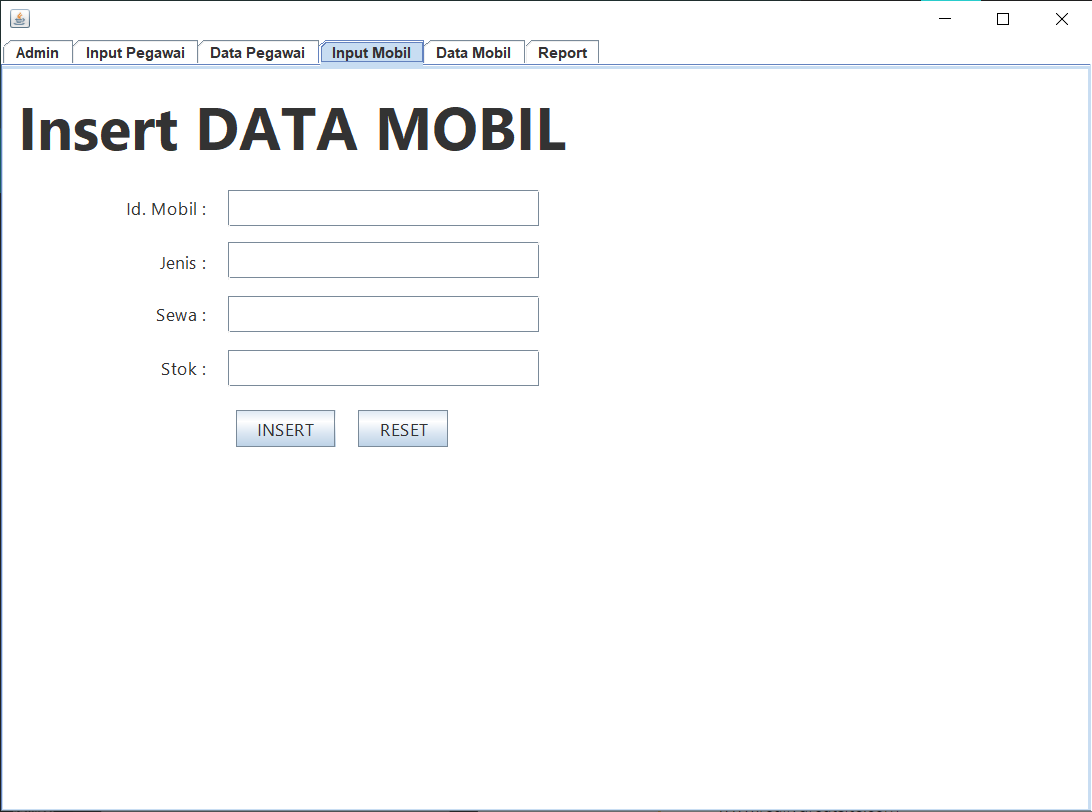 Admin Input Pegawai Data Pegawai Input Mobil Data Mobil Report
Insert DATA MOBIL
Id. Mobil :
Jenis :
Sewa :
Stok :
INSERT RESET